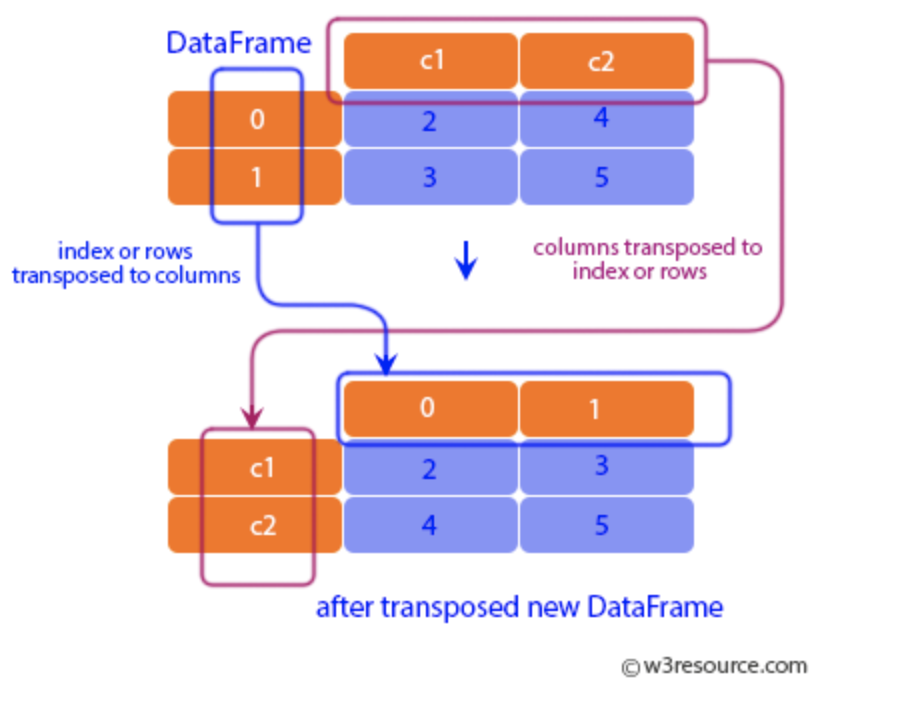 DataFrame
c1 c2
0 2 4
1 3 5
index or rows
transposed to columns
columns transposed to
index or rows
0 1
c1 2 3
c2 4 5
after transposed new DataFrame
© w3resource.com